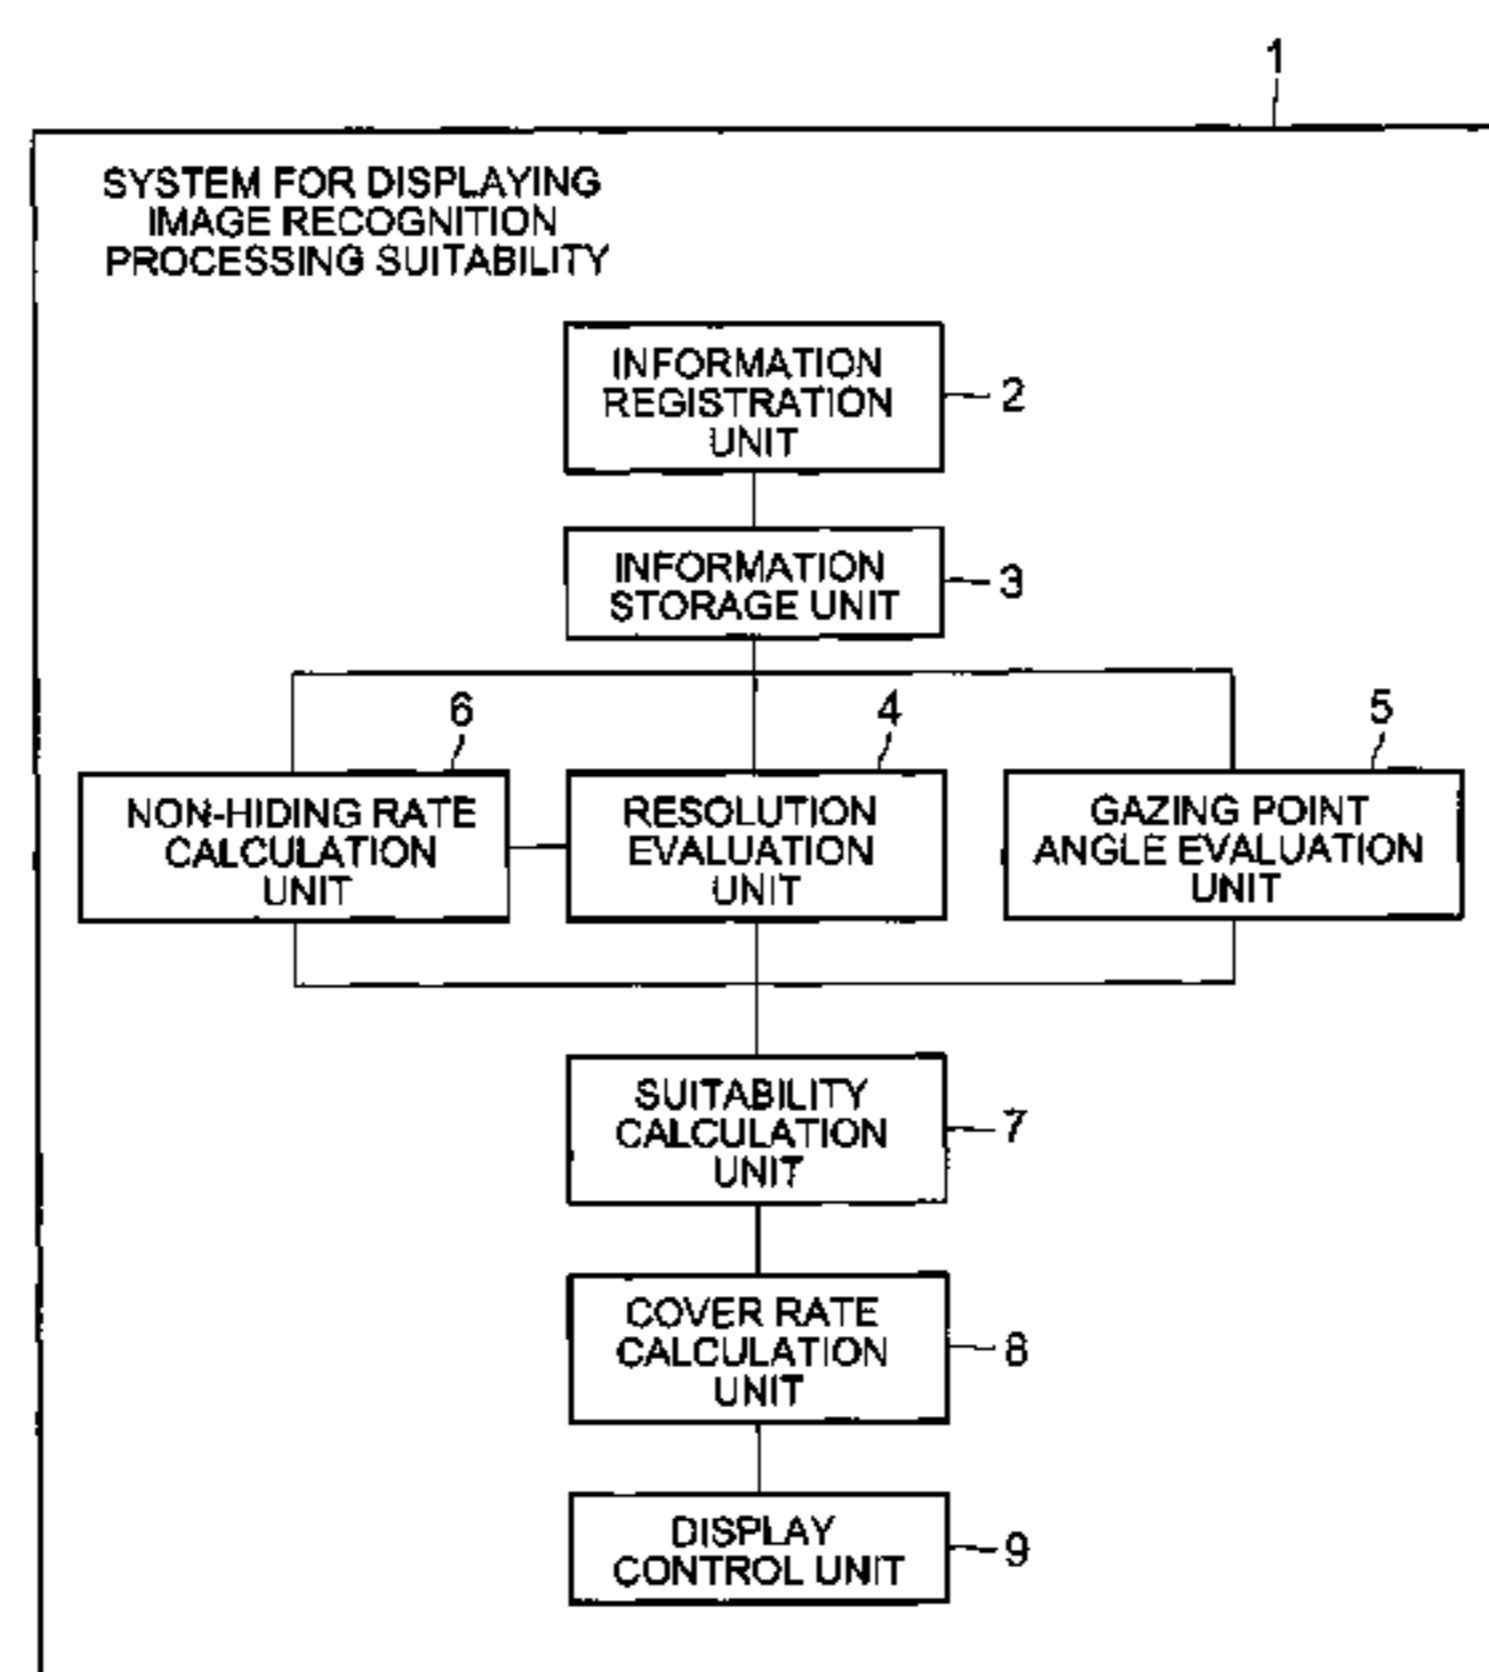 1
SYSTEM FOR DISPLAYING
IMAGE RECOGNITION
PROCESSING SUITABILITY
INFORMATION
REGISTRATION
UNIT
2
INFORMATION
STORAGE UNIT
3
6
4
5
NON-HIDING RATE
CALCULATION
UNIT
RESOLUTION
EVALUATION
UNIT
GAZING POINT
ANGLE EVALUATION
UNIT
SUITABILITY
CALCULATION
UNIT
7
COVER RATE
CALCULATION
UNIT
8
DISPLAY
CONTROL UNIT
9